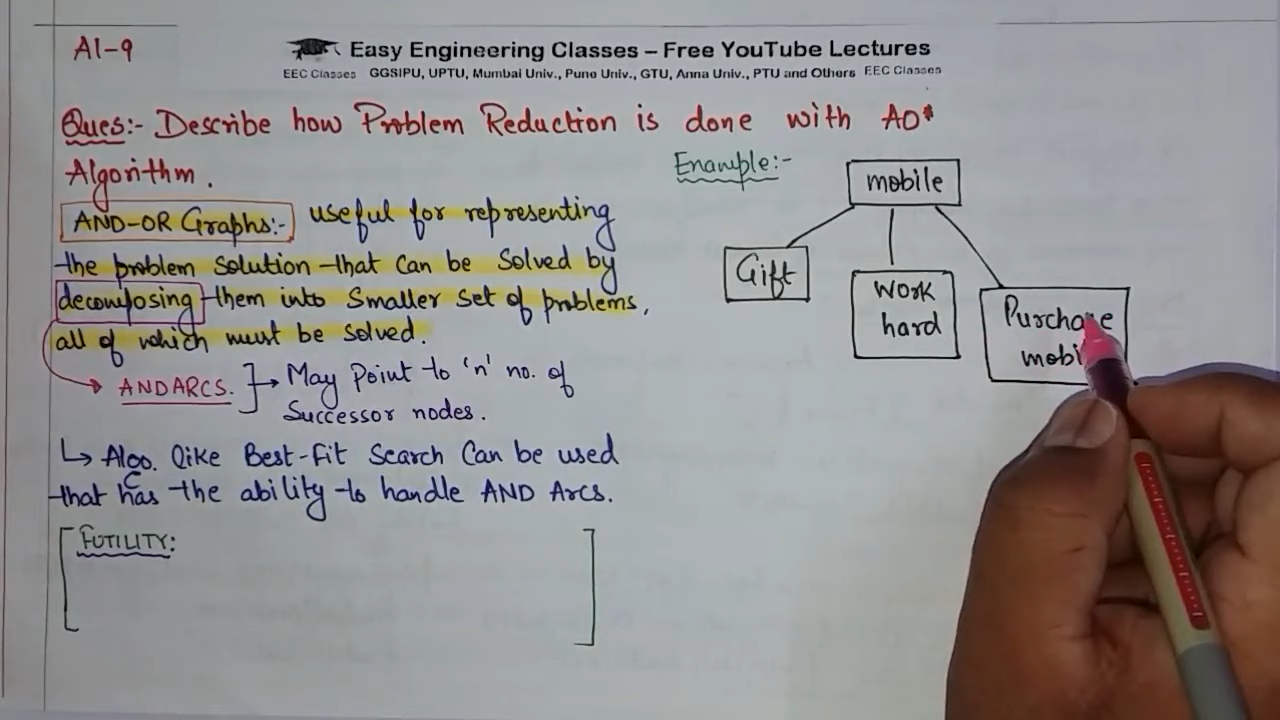 AI-9
Easy Engineering Classes – Free YouTube Lectures
EEC Classes GGSIPU, UPTU, Mumbai Univ., Pune Univ., GTU, Anna Univ., PTU and Others EEC Classes
Ques:- Describe how Problem Reduction is done with AO*
Algorithm.
AND-OR Graphs:- useful for representing
the problem solution that can be solved by
decomposing them into smaller set of problems,
all of which must be solved.
ANDARCS. → May Point to 'n' no. of
Successor nodes.
↳ Algo. like Best-Fit Search Can be used
that has the ability to handle AND Arcs.
FUTILITY:
Example:-
mobile
Gift
work
hard
Purchase